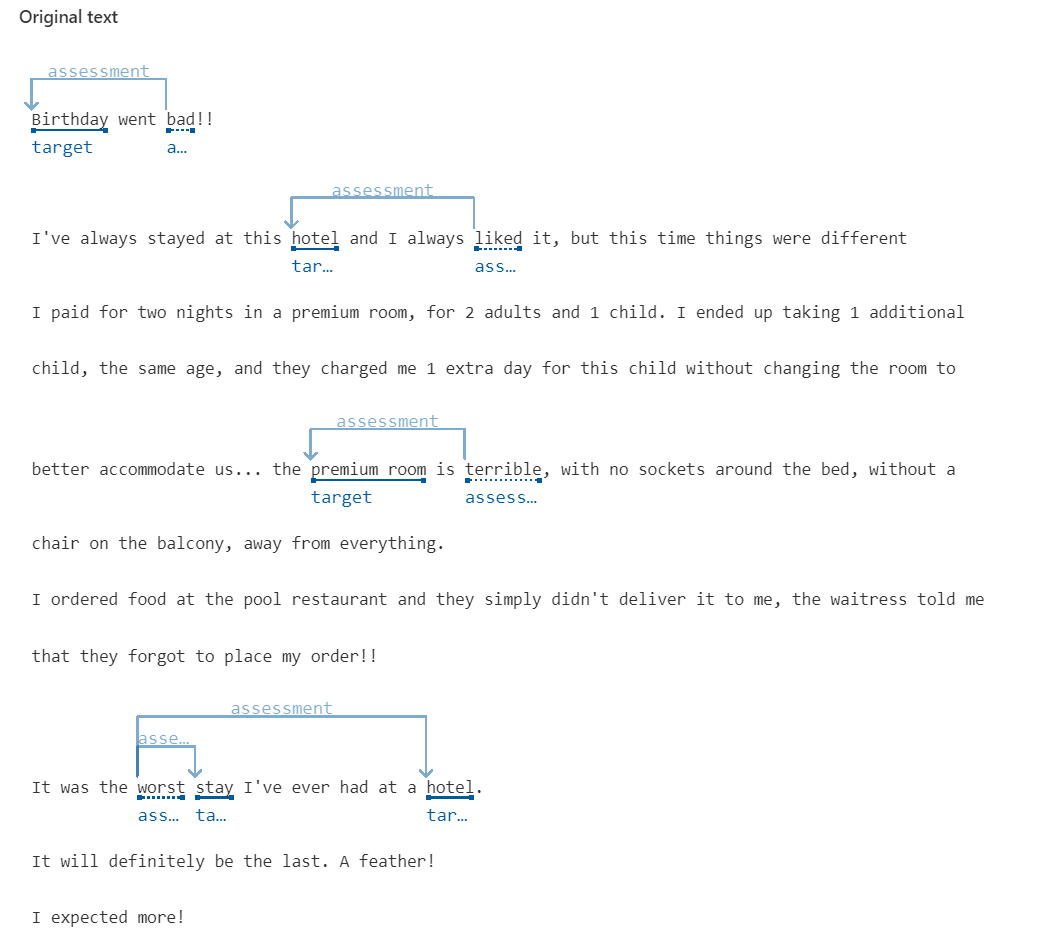 Original text
assessment
Birthday went bad!!
target a…
assessment
I've always stayed at this hotel and I always liked it, but this time things were different
tar… ass…
I paid for two nights in a premium room, for 2 adults and 1 child. I ended up taking 1 additional
child, the same age, and they charged me 1 extra day for this child without changing the room to
assessment
better accommodate us... the premium room is terrible, with no sockets around the bed, without a
target assess…
chair on the balcony, away from everything.
I ordered food at the pool restaurant and they simply didn't deliver it to me, the waitress told me
that they forgot to place my order!!
assessment
asse…
It was the worst stay I've ever had at a hotel.
ass… ta… tar…
It will definitely be the last. A feather!
I expected more!